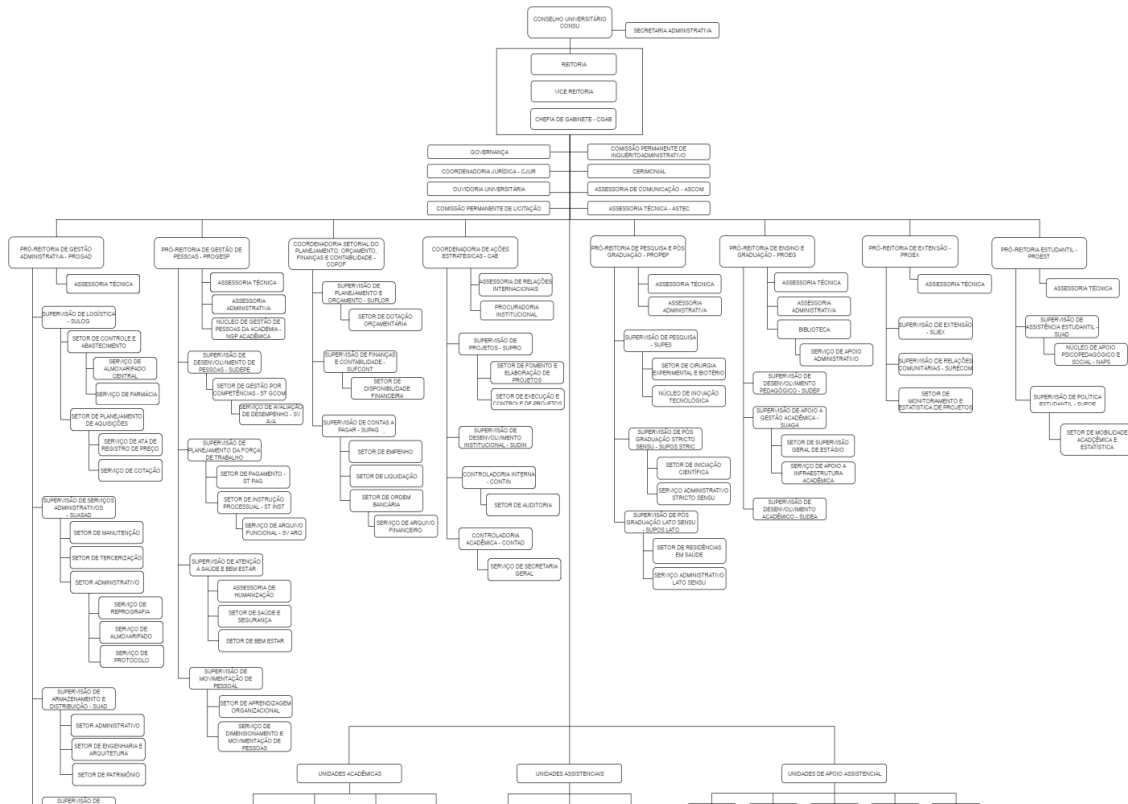 CONSELHO UNIVERSITÁRIO
CONSU
SECRETARIA ADMINISTRATIVA
REITORIA
VICE REITORIA
CHEFIA DE GABINETE - CGAB
GOVERNANÇA
COMISSÃO PERMANENTE DE
INQUÉRITOADMINISTRATIVO
COORDENADORIA JURÍDICA - CJUR
CERIMONIAL
OUVIDORIA UNIVERSITÁRIA
ASSESSORIA DE COMUNICAÇÃO - ASCOM
COMISSÃO PERMANENTE DE LICITAÇÃO
ASSESSORIA TÉCNICA - ASTEC
PRÓ-REITORIA DE GESTÃO
ADMINISTRATIVA - PROGAD
ASSESSORIA TÉCNICA
SUPERVISÃO DE LOGÍSTICA
- SULOG
SETOR DE CONTROLE E
ABASTECIMENTO
SERVIÇO DE
ALMOXARIFADO
CENTRAL
SERVIÇO DE FARMÁCIA
SETOR DE PLANEJAMENTO
DE AQUISIÇÕES
SERVIÇO DE ATA DE
REGISTRO DE PREÇO
SERVIÇO DE COTAÇÃO
SUPERVISÃO DE SERVIÇOS
ADMINISTRATIVOS
- SUASAD
SETOR DE MANUTENÇÃO
SETOR DE TERCERIZAÇÃO
SETOR ADMINISTRATIVO
SERVIÇO DE
REPROGRAFIA
SERVIÇO DE
ALMOXARIFADO
SERVIÇO DE
PROTOCOLO
SUPERVISÃO DE
ARMAZENAMENTO E
DISTRIBUIÇÃO - SUAD
SETOR ADMINISTRATIVO
SETOR DE ENGENHARIA E
ARQUITETURA
SETOR DE PATRIMÔNIO
SUPERVISÃO DE
PRÓ-REITORIA DE GESTÃO DE
PESSOAS - PROGESP
ASSESSORIA TÉCNICA
ASSESSORIA
ADMINISTRATIVA
NÚCLEO DE GESTÃO DE
PESSOAS DA ACADEMIA -
NGP ACADÊMICA
SUPERVISÃO DE
DESENVOLVIMENTO DE
PESSOAS - SUDEPE
SETOR DE GESTÃO POR
COMPETÊNCIAS - ST GCOM
SERVIÇO DE AVALIAÇÃO
DE DESEMPENHO - SV
AVA
SUPERVISÃO DE
PLANEJAMENTO DA FORÇA
DE TRABALHO
SETOR DE PAGAMENTO -
ST PAG
SETOR DE INSTRUÇÃO
PROCESSUAL - ST INST
SERVIÇO DE ARQUIVO
FUNCIONAL - SV ARQ
SUPERVISÃO DE ATENÇÃO
À SAÚDE E BEM ESTAR
ASSESSORIA DE
HUMANIZAÇÃO
SETOR DE SAÚDE E
SEGURANÇA
SETOR DE BEM ESTAR
SUPERVISÃO DE
MOVIMENTAÇÃO DE
PESSOAL
SETOR DE APRENDIZAGEM
ORGANIZACIONAL
SERVIÇO DE
DIMENSIONAMENTO E
MOVIMENTAÇÃO DE
PESSOAS
COORDENADORIA SETORIAL DO
PLANEJAMENTO, ORÇAMENTO,
FINANÇAS E CONTABILIDADE -
COPOF
SUPERVISÃO DE
PLANEJAMENTO E
ORÇAMENTO - SUPLOR
SETOR DE DOTAÇÃO
ORÇAMENTÁRIA
SUPERVISÃO DE FINANÇAS
E CONTABILIDADE -
SUFCONT
SETOR DE
DISPONIBILIDADE
FINANCEIRA
SUPERVISÃO DE CONTAS A
PAGAR - SUPAG
SETOR DE EMPENHO
SETOR DE LIQUIDAÇÃO
SETOR DE ORDEM
BANCÁRIA
SERVIÇO DE ARQUIVO
FINANCEIRO
COORDENADORIA DE AÇÕES
ESTRATÉGICAS - CAE
ASSESSORIA DE RELAÇÕES
INTERNACIONAIS
PROCURADORIA
INSTITUCIONAL
SUPERVISÃO DE
PROJETOS - SUPRO
SETOR DE FOMENTO E
ELABORAÇÃO DE
PROJETOS
SETOR DE EXECUÇÃO E
CONTROLE DE PROJETOS
SUPERVISÃO DE
DESENVOLVIMENTO
INSTITUCIONAL - SUDIN
CONTROLADORIA INTERNA
- CONTIN
SETOR DE AUDITORIA
CONTROLADORIA
ACADÊMICA - CONTAD
SERVIÇO DE SECRETARIA
GERAL
PRÓ-REITORIA DE PESQUISA E PÓS
GRADUAÇÃO - PROPEP
ASSESSORIA TÉCNICA
ASSESSORIA
ADMINISTRATIVA
SUPERVISÃO DE PESQUISA
- SUPES
SETOR DE CIRURGIA
EXPERIMENTAL E BIOTÉRIO
NÚCLEO DE INOVAÇÃO
TECNOLÓGICA
SUPERVISÃO DE PÓS
GRADUAÇÃO STRICTO
SENSU - SUPOS STRIC
SETOR DE INICIAÇÃO
CIENTÍFICA
SERVIÇO ADMINISTRATIVO
STRICTO SENSU
SUPERVISÃO DE PÓS
GRADUAÇÃO LATO SENSU
- SUPOS LATO
SETOR DE RESIDÊNCIAS
EM SAÚDE
SERVIÇO ADMINISTRATIVO
LATO SENSU
PRÓ-REITORIA DE ENSINO E
GRADUAÇÃO - PROEG
ASSESSORIA TÉCNICA
ASSESSORIA
ADMINISTRATIVA
BIBLIOTECA
SERVIÇO DE APOIO
ADMINISTRATIVO
SUPERVISÃO DE
DESENVOLVIMENTO
PEDAGÓGICO - SUDEP
SUPERVISÃO DE APOIO A
GESTÃO ACADÊMICA -
SUAGA
SETOR DE SUPERVISÃO
GERAL DE ESTÁGIO
SERVIÇO DE APOIO A
INFRAESTRUTURA
ACADÊMICA
SUPERVISÃO DE
DESENVOLVIMENTO
ACADÊMICO - SUDEA
PRÓ-REITORIA DE EXTENSÃO -
PROEX
ASSESSORIA TÉCNICA
SUPERVISÃO DE EXTENSÃO
- SUEX
SUPERVISÃO DE RELAÇÕES
COMUNITÁRIAS - SURECOM
SETOR DE
MONITORAMENTO E
ESTATISTICA DE PROJETOS
PRÓ-REITORIA ESTUDANTIL -
PROEST
ASSESSORIA TÉCNICA
SUPERVISÃO DE
ASSISTÊNCIA ESTUDANTIL -
SUAD
NÚCLEO DE APOIO
PSICOPEDAGÓGICO E
SOCIAL - NAPS
SUPERVISÃO DE POLÍTICA
ESTUDANTIL - SUPOE
SETOR DE MOBILIDADE
ACADÇEMICA E
ESTATÍSTICA
UNIDADES ACADÊMICAS
UNIDADES ASSISTENCIAIS
UNIDADES DE APOIO ASSISTENCIAL